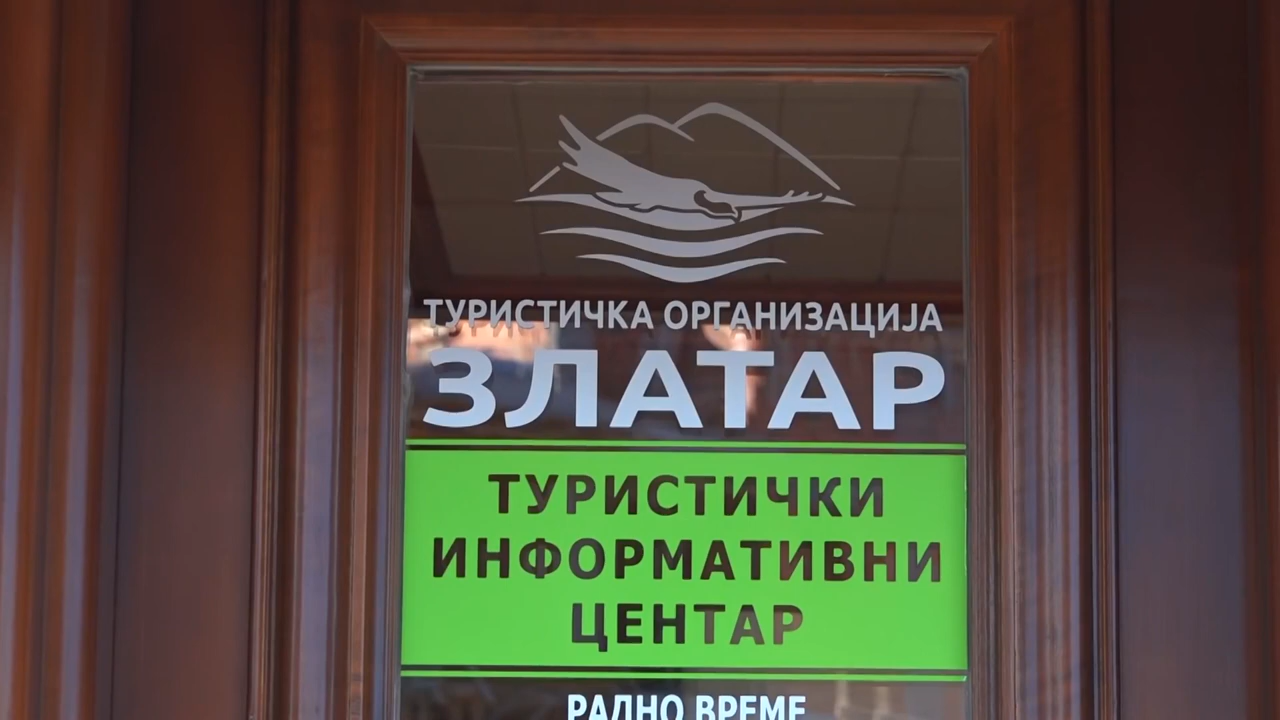 ТУРИСТИЧКА ОРГАНИЗАЦИЈА
ЗЛАТАР
ТУРИСТИЧКИ
ИНФОРМАТИВНИ
ЦЕНТАР
РАДНО ВРЕМЕ